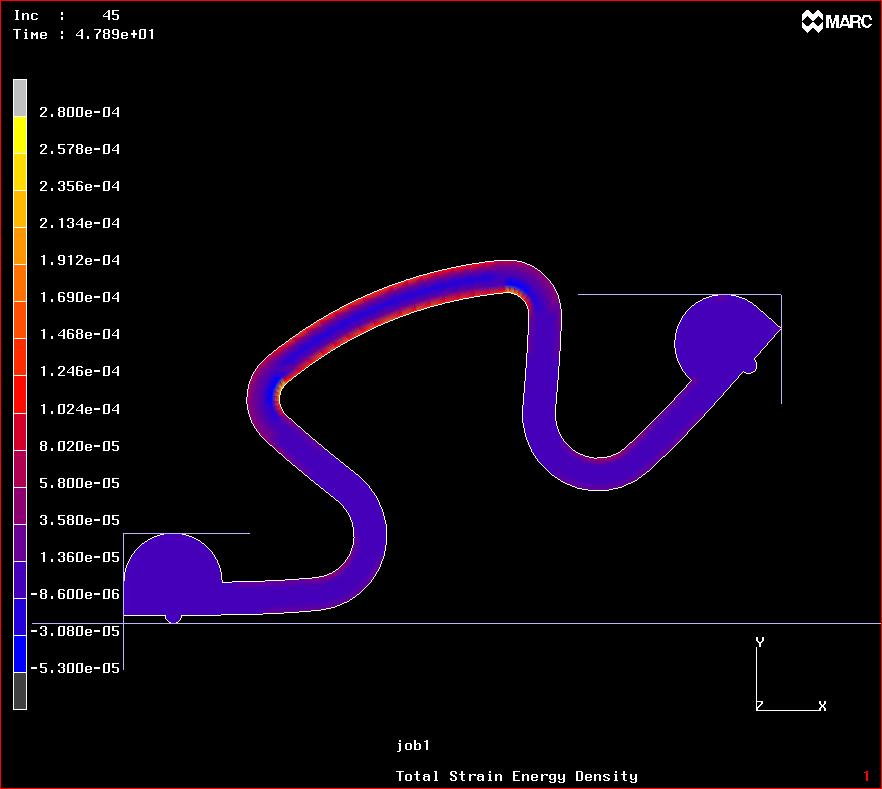 Inc : 45
Time : 4.789e+01
MARC
2.800e-04
2.578e-04
2.356e-04
2.134e-04
1.912e-04
1.690e-04
1.468e-04
1.246e-04
1.024e-04
8.020e-05
5.800e-05
3.580e-05
1.360e-05
-8.600e-06
-3.080e-05
-5.300e-05
Y
Z X
job1
Total Strain Energy Density 1